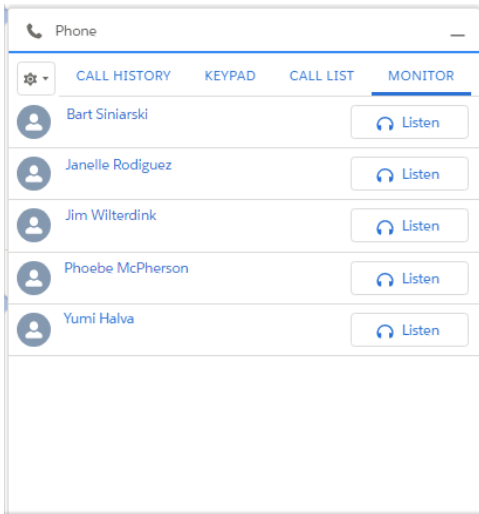 Phone
CALL HISTORY KEYPAD CALL LIST MONITOR
Bart Siniarski Listen
Janelle Rodiguez Listen
Jim Wilterdink Listen
Phoebe McPherson Listen
Yumi Halva Listen